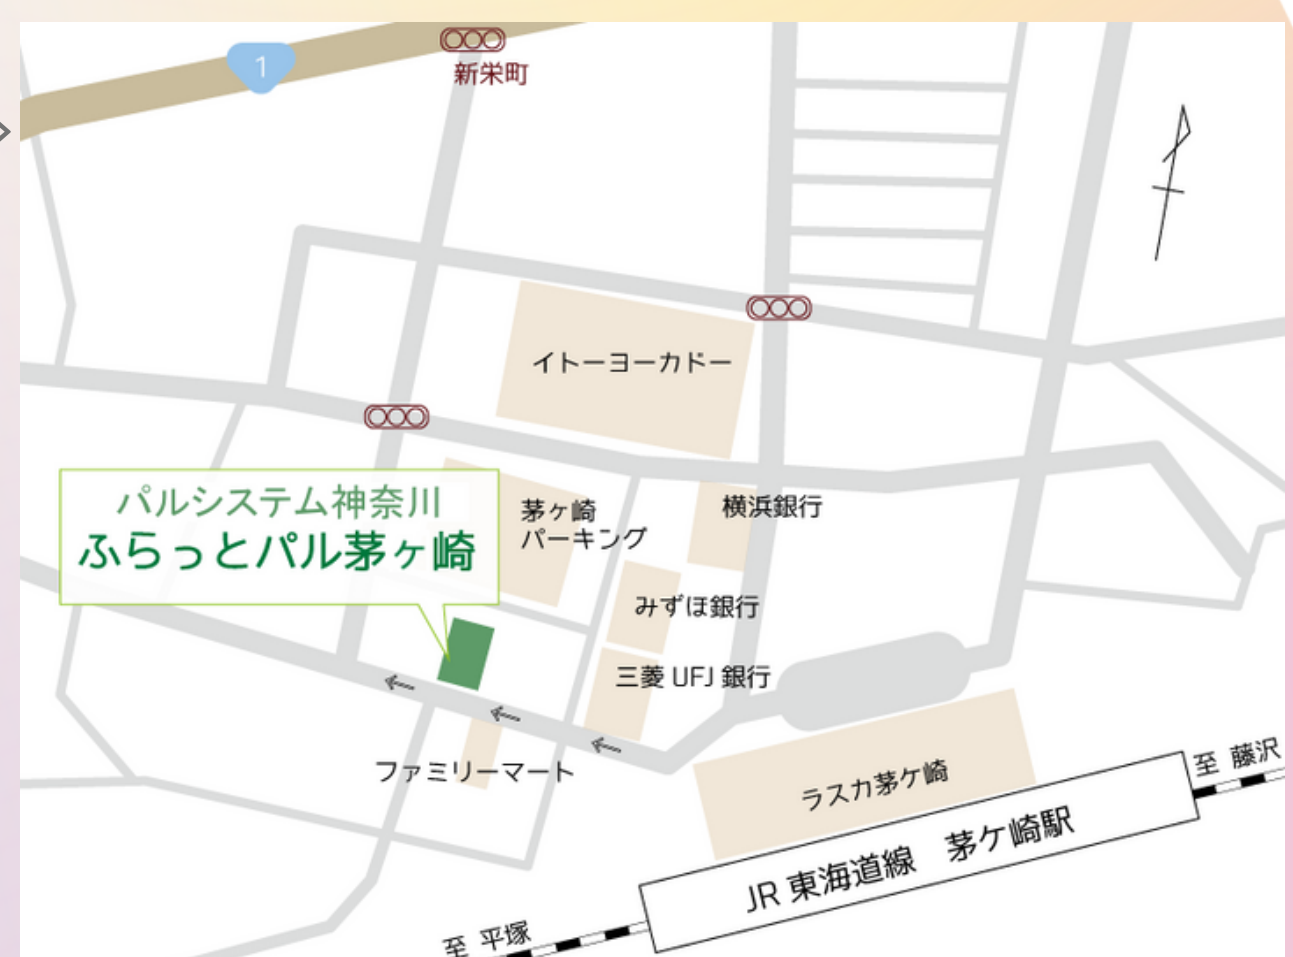 1
新栄町
イトーヨーカドー
パルシステム神奈川
ふらっとパル茅ヶ崎
茅ヶ崎
パーキング
横浜銀行
みずほ銀行
三菱 UFJ 銀行
ファミリーマート
ラスカ茅ケ崎
至 藤沢
JR 東海道線　茅ケ崎駅
至 平塚